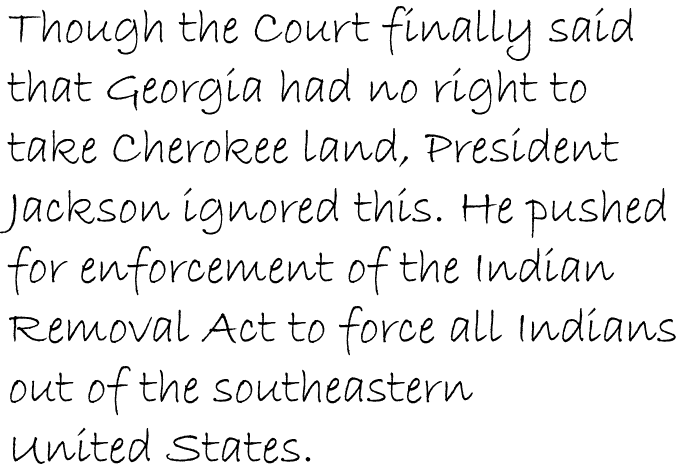 Though the Court finally said
that Georgia had no right to
take Cherokee land, President
Jackson ignored this. He pushed
for enforcement of the Indian
Removal Act to force all Indians
out of the southeastern
United States.